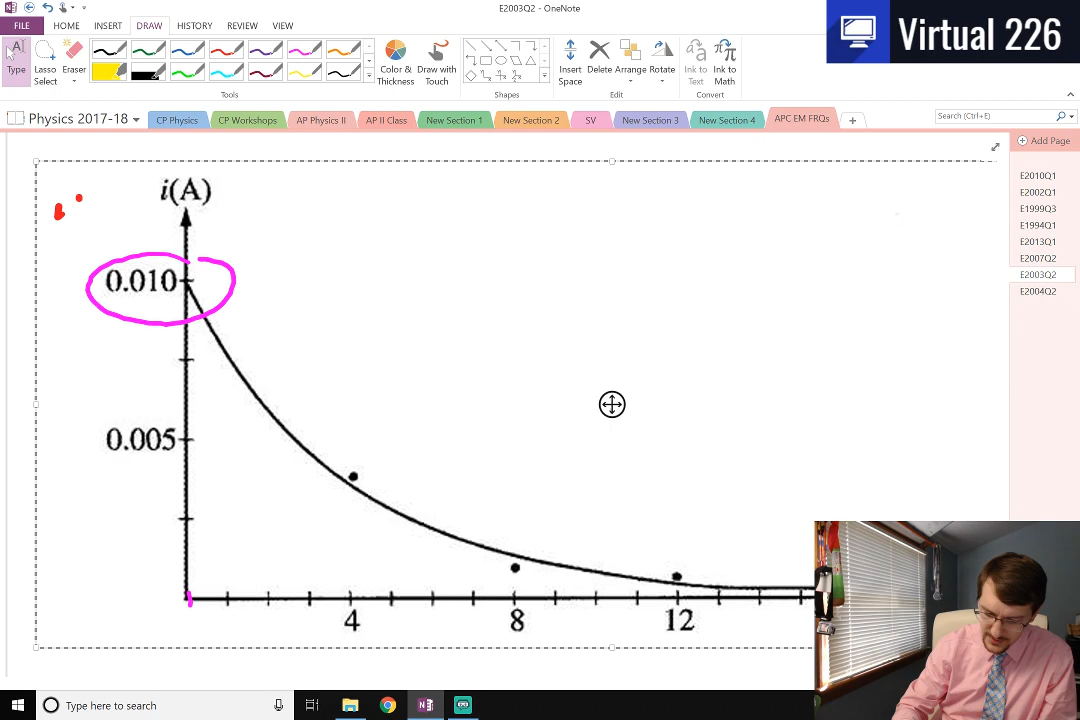 E2003Q2 - OneNote
Virtual 226
FILE HOME INSERT DRAW HISTORY REVIEW VIEW
Type
Lasso Select
Eraser
Color & Thickness
Draw with Touch
Insert Space
Delete
Arrange
Rotate
Ink to Text
Ink to Math
Tools
Shapes
Edit
Convert
Physics 2017-18
CP Physics
CP Workshops
AP Physics II
AP II Class
New Section 1
New Section 2
SV
New Section 3
New Section 4
APC EM FRQs
Search (Ctrl+E)
Add Page
E2010Q1
E2002Q1
E1999Q3
E1994Q1
E2013Q1
E2007Q2
E2003Q2
E2004Q2
i(A)
0.010
0.005
4 8 12
Type here to search